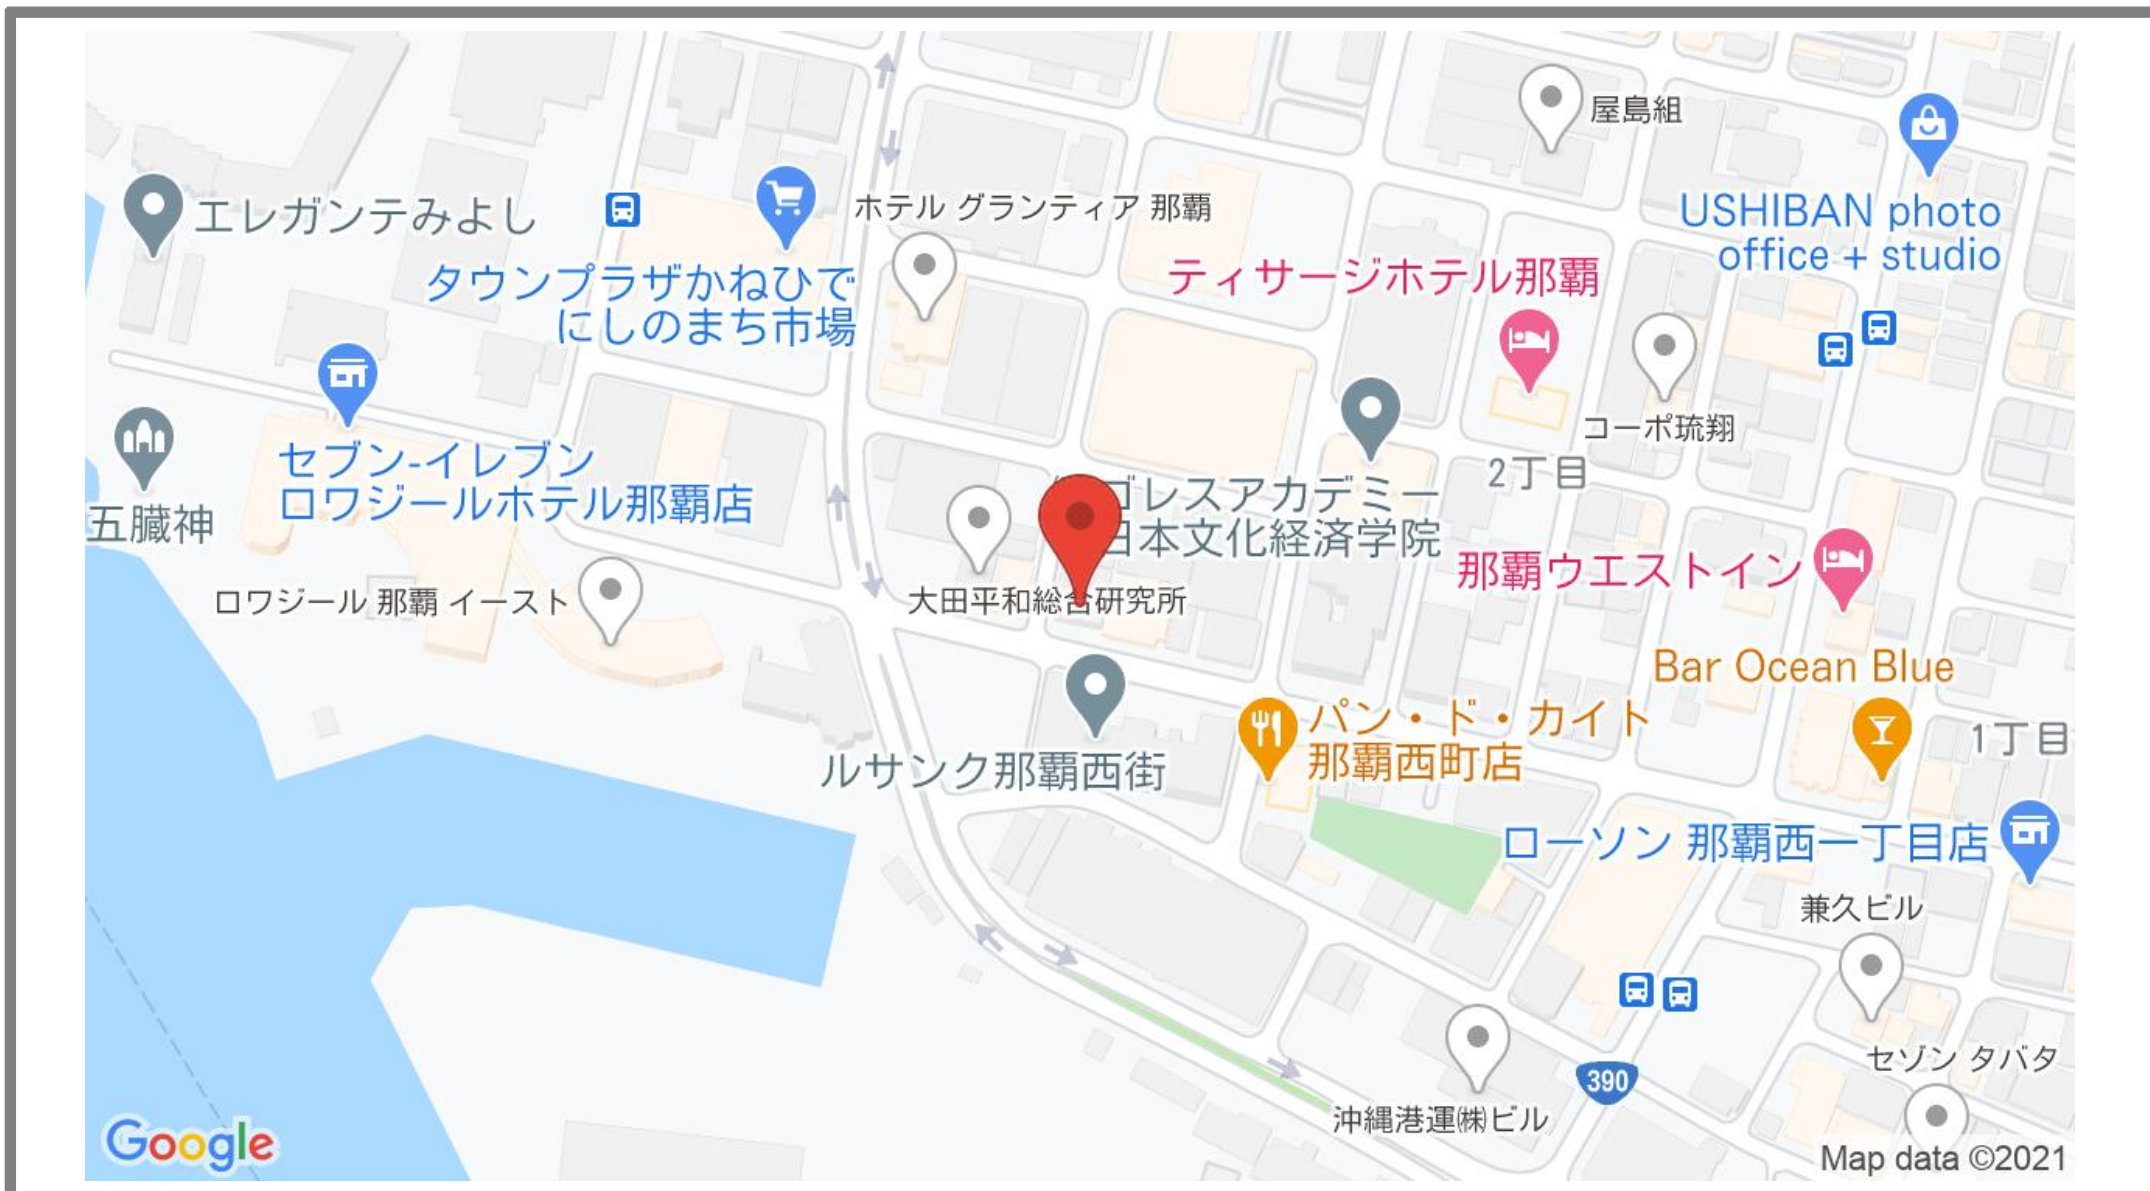 屋島組
エレガンテみよし
ホテル グランティア 那覇
USHIBAN photo
office + studio
タウンプラザかねひで
にしのまち市場
ティサージホテル那覇
コーポ琉翔
セブン-イレブン
ロワジールホテル那覇店
2丁目
ゴレスアカデミー
日本文化経済学院
五臓神
那覇ウエストイン
ロワジール 那覇 イースト
大田平和総合研究所
Bar Ocean Blue
パン・ド・カイト
那覇西町店
1丁目
ルサンク那覇西街
ローソン 那覇西一丁目店
兼久ビル
セゾン タバタ
390
沖縄港運㈱ビル
Google
Map data ©2021